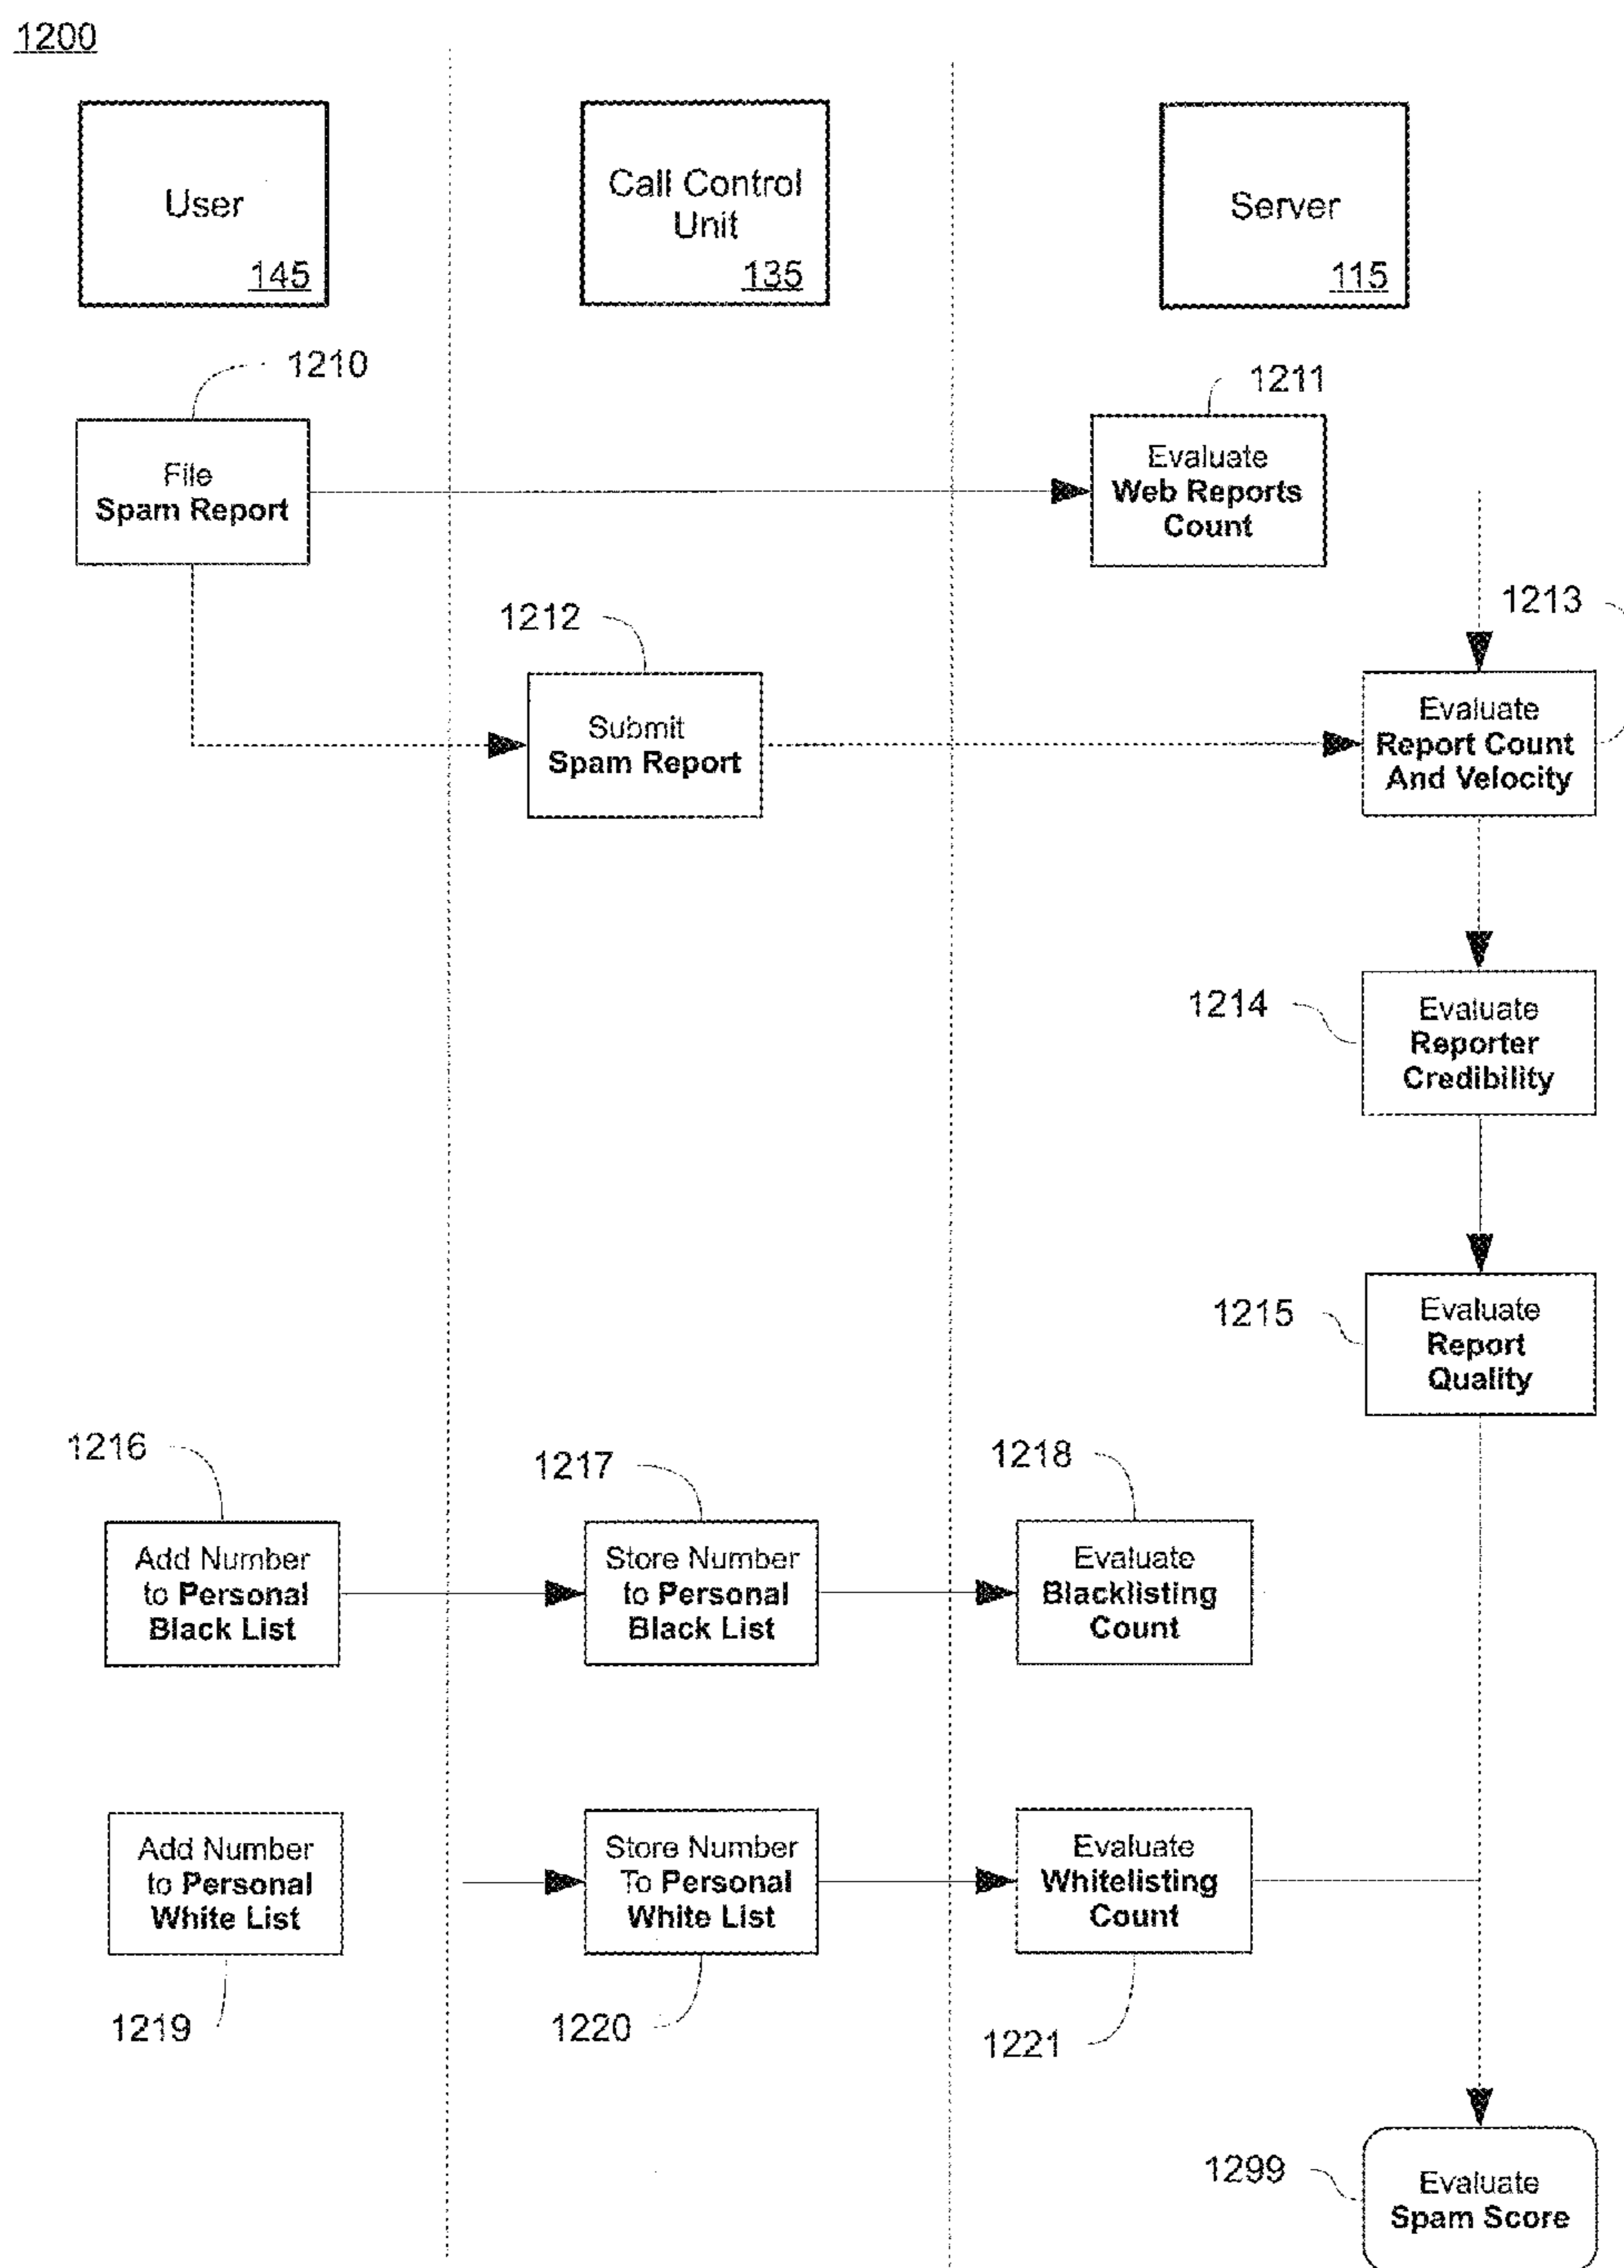 1200
User
145
Call Control
Unit
135
Server
115
1210
1211
File
Spam Report
Evaluate
Web Reports
Count
1212
1213
Submit
Spam Report
Evaluate
Report Count
And Velocity
1214
Evaluate
Reporter
Credibility
1215
Evaluate
Report
Quality
1216
1217
1218
Add Number
to Personal
Black List
Store Number
to Personal
Black List
Evaluate
Blacklisting
Count
Add Number
to Personal
White List
Store Number
To Personal
White List
Evaluate
Whitelisting
Count
1219
1220
1221
1299
Evaluate
Spam Score